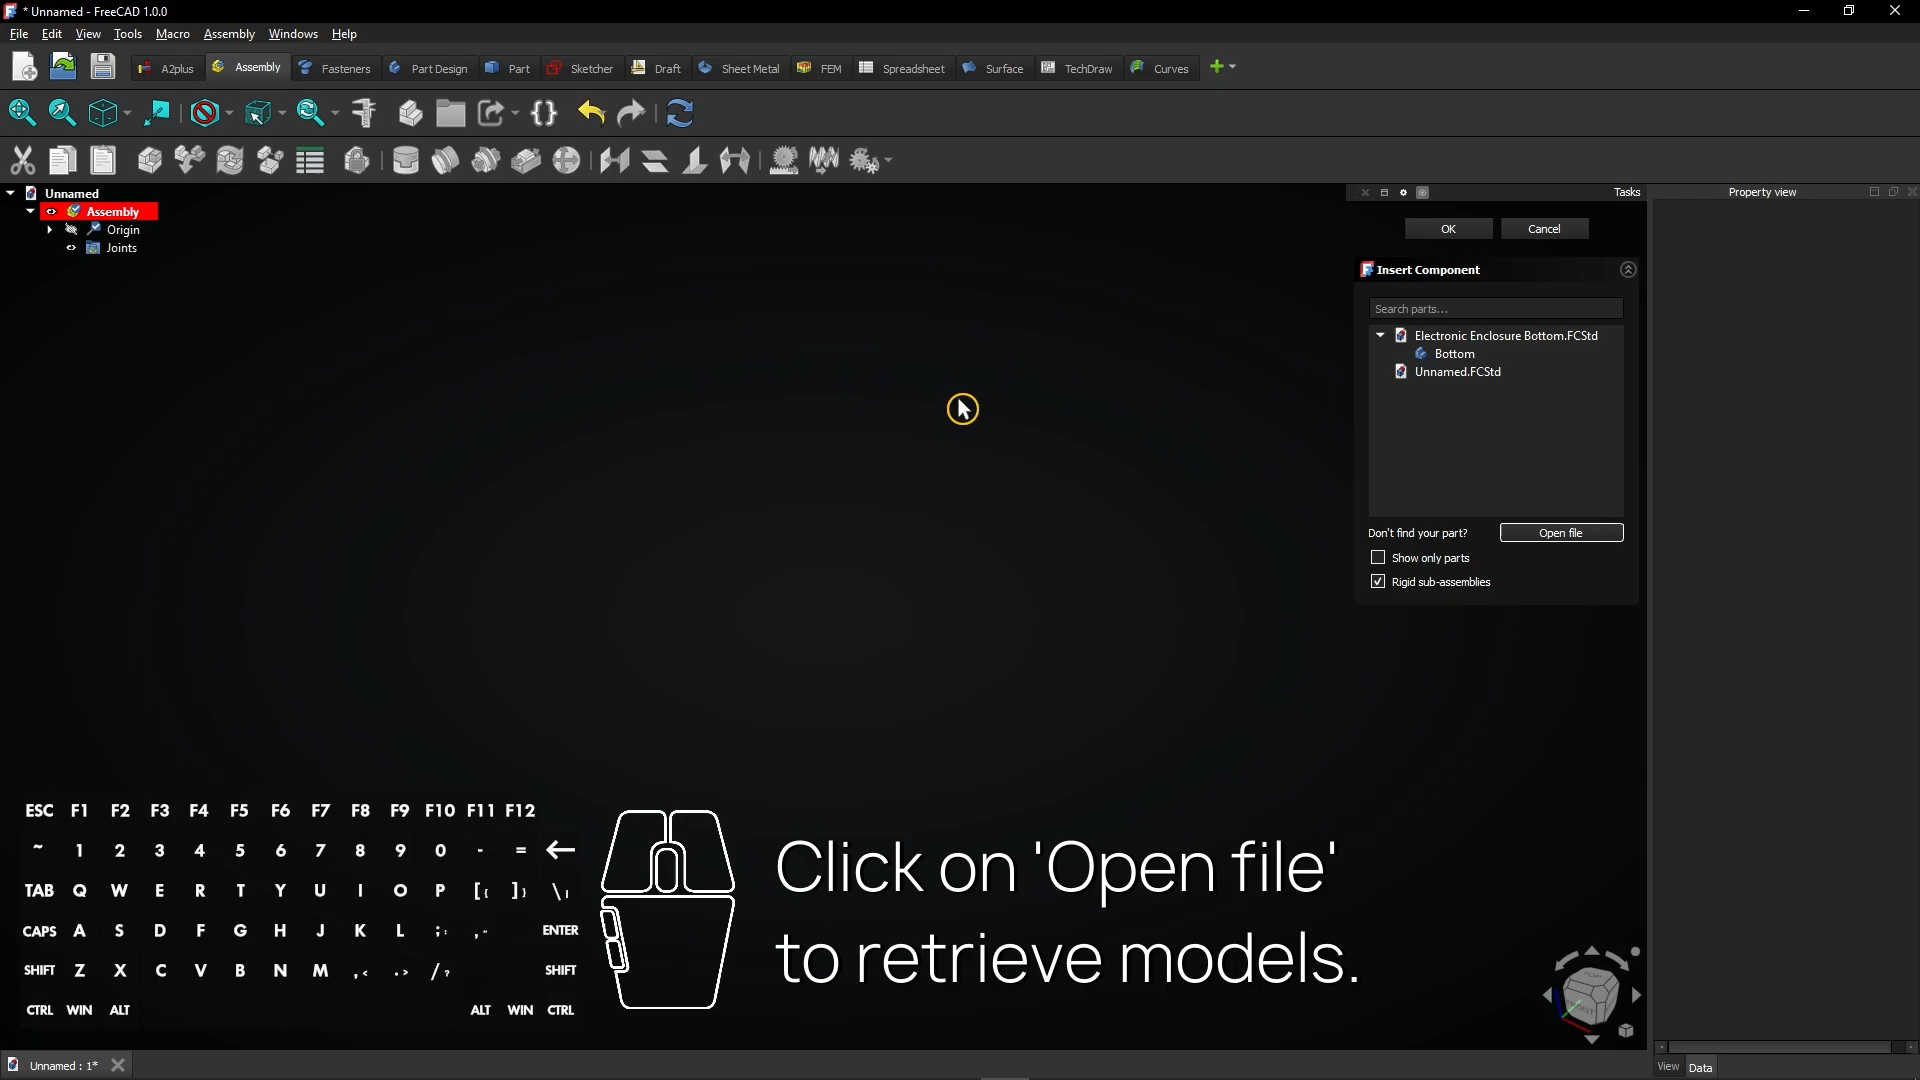 * Unnamed - FreeCAD 1.0.0
File Edit View Tools Macro Assembly Windows Help
A2plus Assembly Fasteners Part Design Part Sketcher Draft Sheet Metal FEM Spreadsheet Surface TechDraw Curves
Unnamed
Assembly
Origin
Joints
Tasks
Property view
OK Cancel
Insert Component
Search parts...
Electronic Enclosure Bottom.FCStd
Bottom
Unnamed.FCStd
Don't find your part? Open file
Show only parts
Rigid sub-assemblies
ESC F1 F2 F3 F4 F5 F6 F7 F8 F9 F10 F11 F12
~ 1 2 3 4 5 6 7 8 9 0 - =
TAB Q W E R T Y U I O P [{ ]} \|
CAPS A S D F G H J K L ;: ," ENTER
SHIFT Z X C V B N M ,< .> /? SHIFT
CTRL WIN ALT ALT WIN CTRL
Click on 'Open file'
to retrieve models.
TOP
FRONT
Unnamed : 1*
View Data